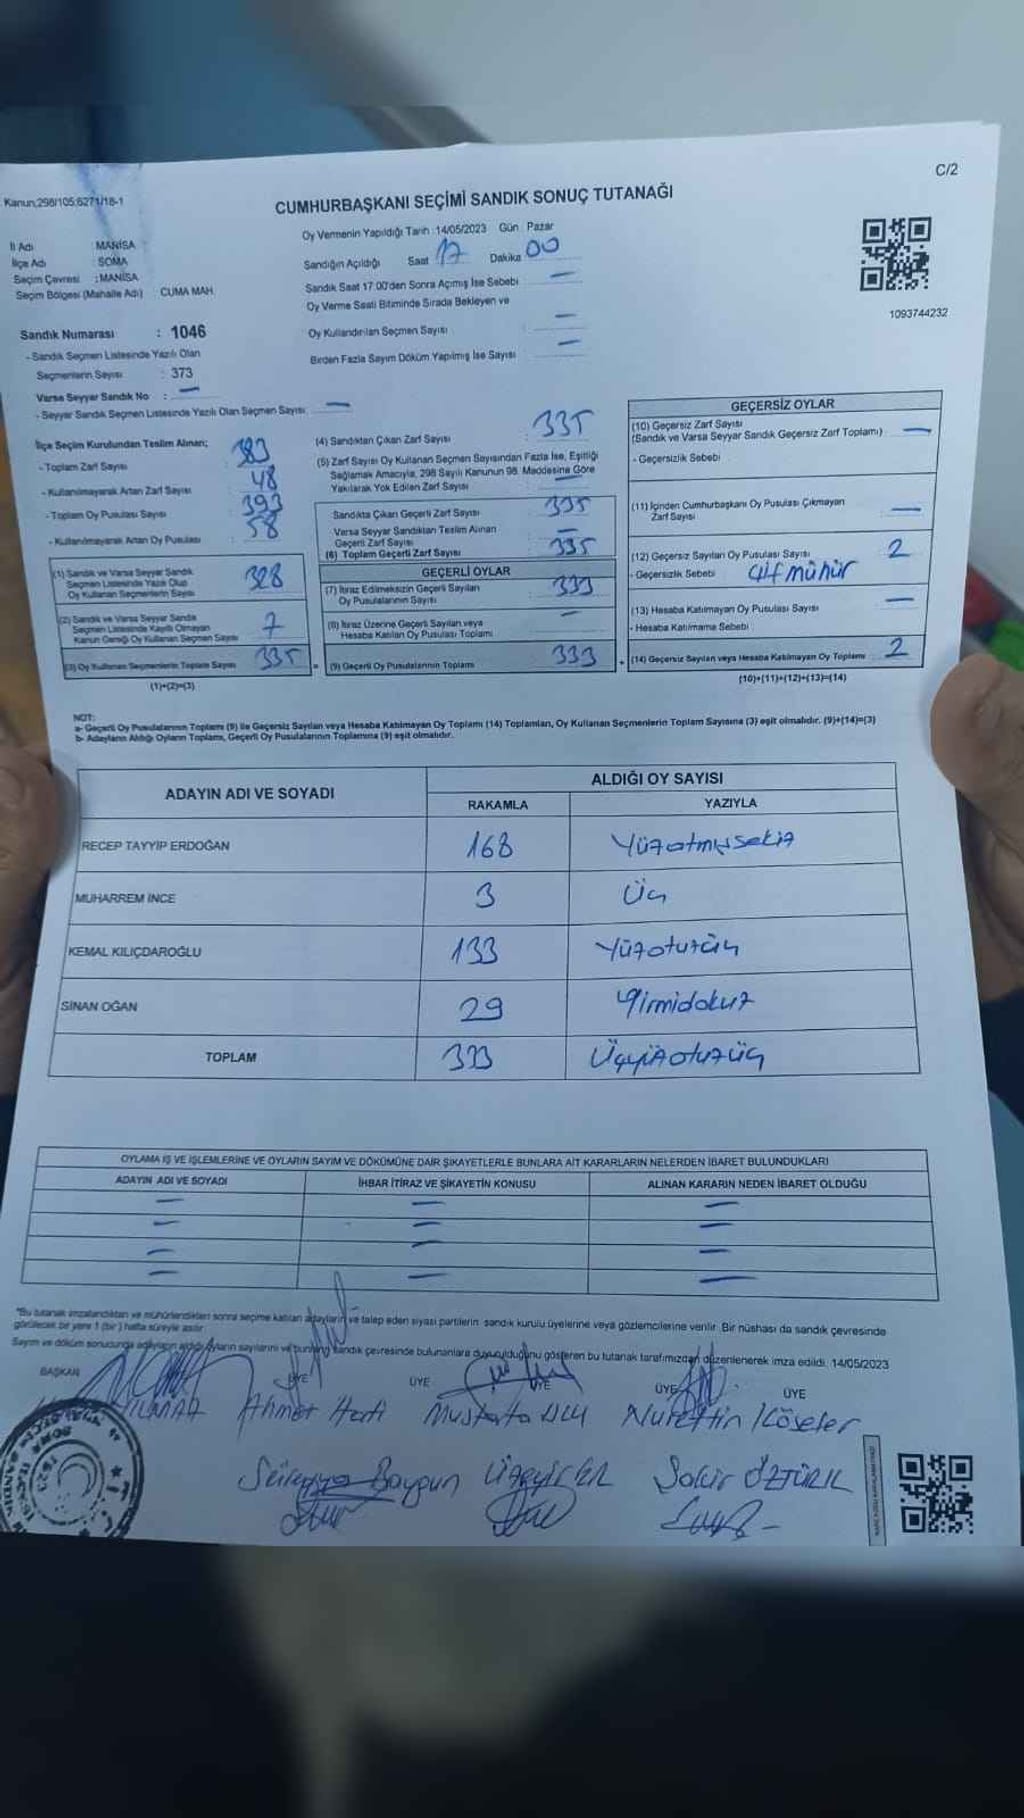 C/2
Kanun,298/105;6271/18-1
CUMHURBAŞKANI SEÇİMİ SANDIK SONUÇ TUTANAĞI
Oy Vermenin Yapıldığı Tarih : 14/05/2023 Gün : Pazar
İl Adı : MANİSA
İlçe Adı : SOMA
Seçim Çevresi : MANİSA
Seçim Bölgesi (Mahalle Adı) CUMA MAH.
Sandık Numarası : 1046
- Sandık Seçmen Listesinde Yazılı Olan
Seçmenlerin Sayısı : 373
Varsa Seyyar Sandık No : —
- Seyyar Sandık Seçmen Listesinde Yazılı Olan Seçmen Sayısı —
Sandığın Açıldığı Saat 17 Dakika 00
Sandık Saat 17:00'den Sonra Açımış İse Sebebi —
Oy Verme Saati Bitiminde Sırada Bekleyen ve
Oy Kullandırılan Seçmen Sayısı —
Birden Fazla Sayım Döküm Yapılmış İse Sayısı —
1093744232
İlçe Seçim Kurulundan Teslim Alınan;
- Toplam Zarf Sayısı 383
- Kullanılmayarak Artan Zarf Sayısı 48
- Toplam Oy Pusulası Sayısı 393
- Kullanılmayarak Artan Oy Pusulası 58
(1) Sandık ve Varsa Seyyar Sandık
Seçmen Listesinde Yazılı Olup
Oy Kullanan Seçmenlerin Sayısı 328
(2) Sandık ve Varsa Seyyar Sandık
Seçmen Listesinde Kayıtlı Olmayan
Kanun Gereği Oy Kullanan Seçmen Sayısı 7
(3) Oy Kullanan Seçmenlerin Toplam Sayısı 335
(1)+(2)=(3)
(4) Sandıktan Çıkan Zarf Sayısı : 335
(5) Zarf Sayısı Oy Kullanan Seçmen Sayısından Fazla İse, Eşitliği
Sağlamak Amacıyla, 298 Sayılı Kanunun 98. Maddesine Göre
Yakılarak Yok Edilen Zarf Sayısı —
Sandıkta Çıkan Geçerli Zarf Sayısı 335
Varsa Seyyar Sandıktan Teslim Alınan
Geçerli Zarf Sayısı —
(6) Toplam Geçerli Zarf Sayısı 335
GEÇERLİ OYLAR
(7) İtiraz Edilmeksizin Geçerli Sayılan
Oy Pusulalarının Sayısı 333
(8) İtiraz Üzerine Geçerli Sayılan veya
Hesaba Katılan Oy Pusulası Toplamı —
= (9) Geçerli Oy Pusulalarının Toplamı 333 +
GEÇERSİZ OYLAR
(10) Geçersiz Zarf Sayısı
(Sandık ve Varsa Seyyar Sandık Geçersiz Zarf Toplamı) —
- Geçersizlik Sebebi
(11) İçinden Cumhurbaşkanı Oy Pusulası Çıkmayan
Zarf Sayısı —
(12) Geçersiz Sayılan Oy Pusulası Sayısı 2
- Geçersizlik Sebebi çift mühür
(13) Hesaba Katılmayan Oy Pusulası Sayısı —
- Hesaba Katılmama Sebebi
(14) Geçersiz Sayılan veya Hesaba Katılmayan Oy Toplamı 2
(10)+(11)+(12)+(13)=(14)
NOT:
a- Geçerli Oy Pusulalarının Toplamı (9) ile Geçersiz Sayılan veya Hesaba Katılmayan Oy Toplamı (14) Toplamları, Oy Kullanan Seçmenlerin Toplam Sayısına (3) eşit olmalıdır. (9)+(14)=(3)
b- Adayların Aldığı Oyların Toplamı, Geçerli Oy Pusulalarının Toplamına (9) eşit olmalıdır.
ADAYIN ADI VE SOYADI
ALDIĞI OY SAYISI
RAKAMLA YAZIYLA
RECEP TAYYİP ERDOĞAN 168 Yüzatmışsekiz
MUHARREM İNCE 3 Üç
KEMAL KILIÇDAROĞLU 133 Yüzotuzüç
SİNAN OĞAN 29 Yirmidokuz
TOPLAM 333 Üçyüzotuzüç
OYLAMA İŞ VE İŞLEMLERİNE VE OYLARIN SAYIM VE DÖKÜMÜNE DAİR ŞİKAYETLERLE BUNLARA AİT KARARLARIN NELERDEN İBARET BULUNDUKLARI
ADAYIN ADI VE SOYADI İHBAR İTİRAZ VE ŞİKAYETİN KONUSU ALINAN KARARIN NEDEN İBARET OLDUĞU
— — —
— — —
— — —
— — —
"Bu tutanak imzalandıktan ve mühürlendikten sonra seçime katılan adayların ve talep eden siyasi partilerin sandık kurulu üyelerine veya gözlemcilerine verilir. Bir nüshası da sandık çevresinde
görülecek bir yere 1 (bir) hafta süreyle asılır.
Sayım ve döküm sonucunda adayların aldığı oyların sayılarını ve bunların sandık çevresinde bulunanlara duyurulduğunu gösteren bu tutanak tarafımızdan düzenlenerek imza edildi. 14/05/2023
BAŞKAN ÜYE ÜYE ÜYE ÜYE ÜYE
YILMAZ Ahmet Hati Mustafa Nurettin Köseler
Süreyya Baygun Şakir ÖZTÜRK